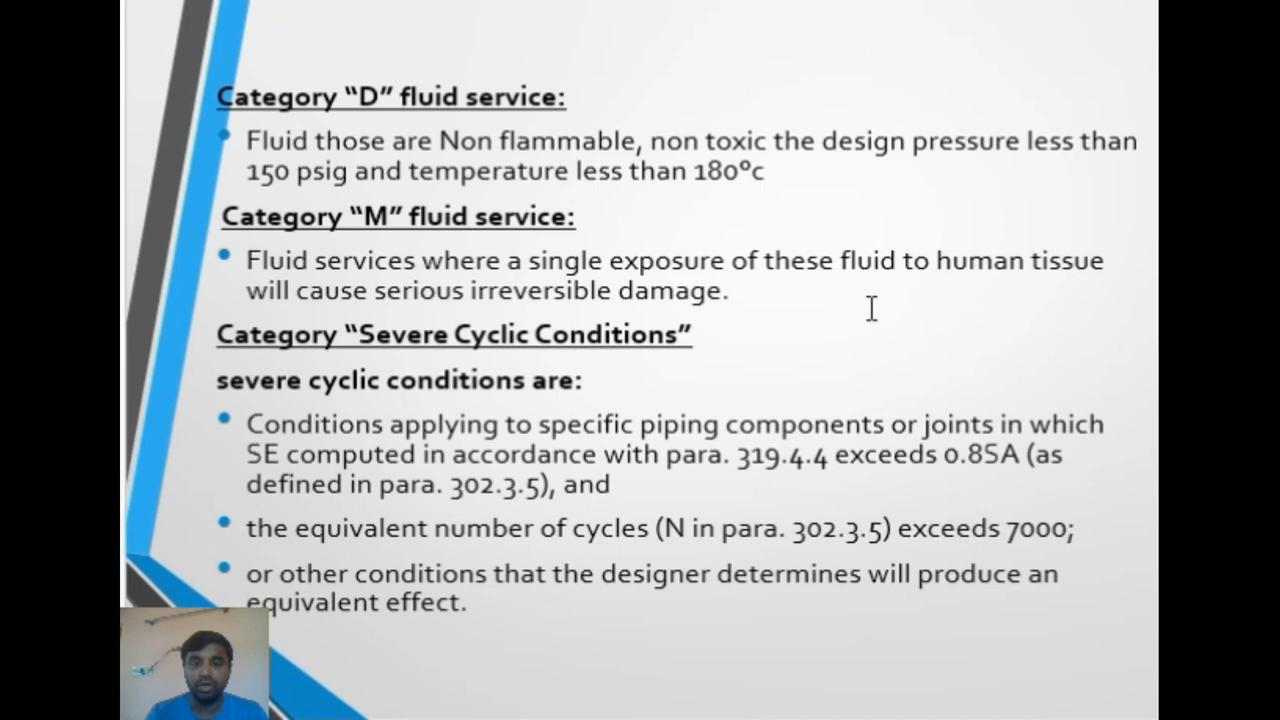 Category “D” fluid service:
Fluid those are Non flammable, non toxic the design pressure less than
150 psig and temperature less than 180°c
Category “M” fluid service:
Fluid services where a single exposure of these fluid to human tissue
will cause serious irreversible damage.
Category “Severe Cyclic Conditions”
severe cyclic conditions are:
Conditions applying to specific piping components or joints in which
SE computed in accordance with para. 319.4.4 exceeds 0.8SA (as
defined in para. 302.3.5), and
the equivalent number of cycles (N in para. 302.3.5) exceeds 7000;
or other conditions that the designer determines will produce an
equivalent effect.